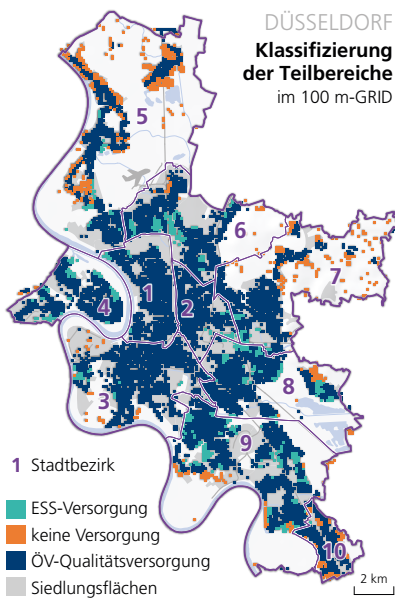 DÜSSELDORF
Klassifizierung
der Teilbereiche
im 100 m-GRID
5
6
7
1
2
4
3
8
9
10
1 Stadtbezirk
ESS-Versorgung
keine Versorgung
ÖV-Qualitätsversorgung
Siedlungsflächen
2 km